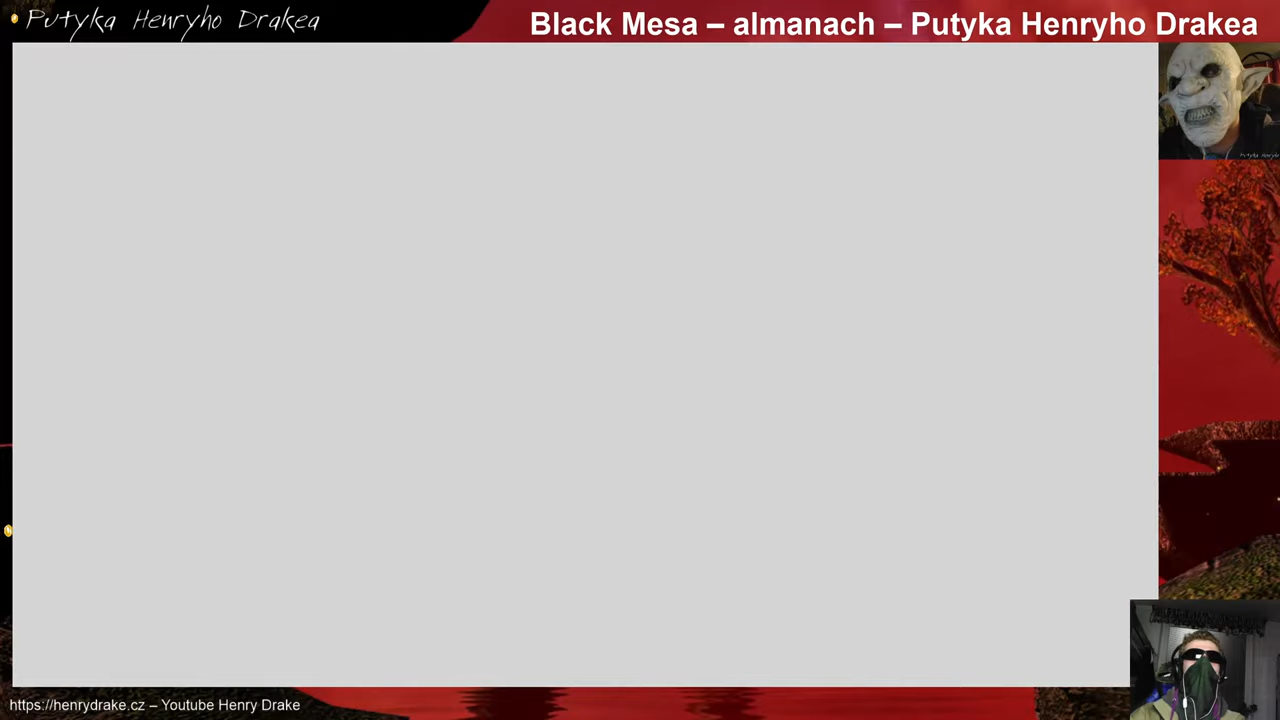 Putyka Henryho Drakea
Black Mesa – almanach – Putyka Henryho Drakea
https://henrydrake.cz – Youtube Henry Drake